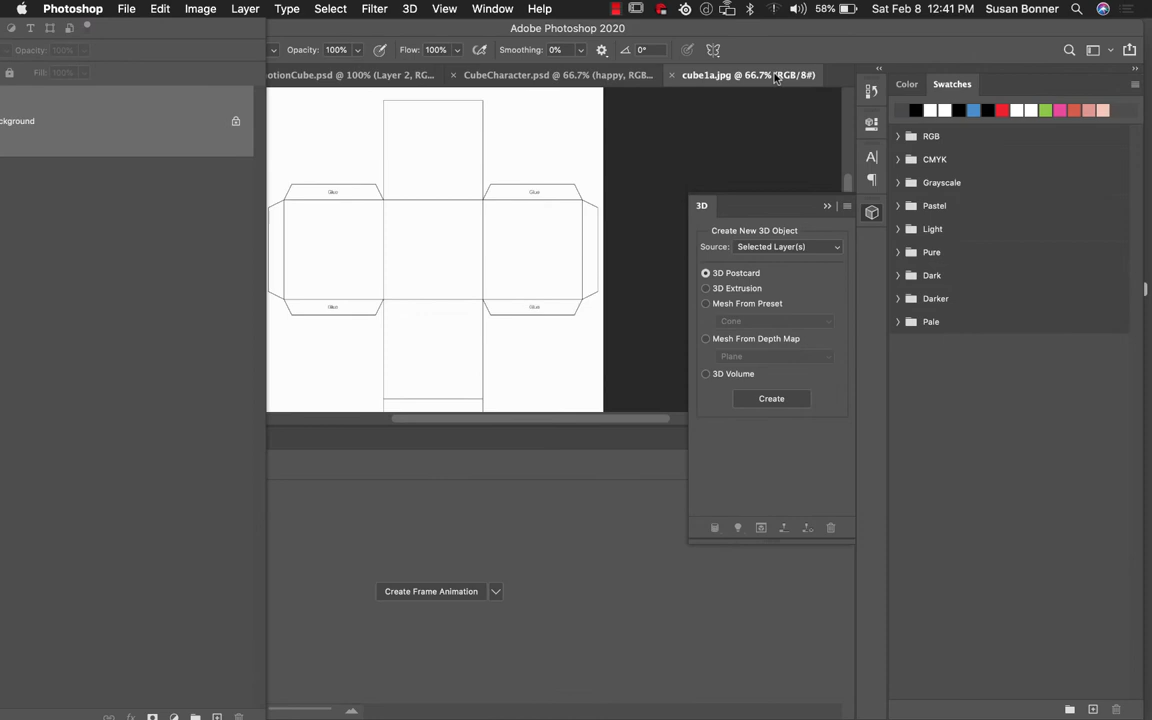 Photoshop File Edit Image Layer Type Select Filter 3D View Window Help 58% Sat Feb 8 12:41 PM Susan Bonner
Adobe Photoshop 2020
Opacity: 100% Flow: 100% Smoothing: 0% 0°
Opacity: 100%
Fill: 100%
ckground
otionCube.psd @ 100% (Layer 2, RG... CubeCharacter.psd @ 66.7% (happy, RGB... cube1a.jpg @ 66.7% (RGB/8#)
Glue
Glue
Glue
3D
Create New 3D Object
Source: Selected Layer(s)
3D Postcard
3D Extrusion
Mesh From Preset
Cone
Mesh From Depth Map
Plane
3D Volume
Create
Color Swatches
RGB
CMYK
Grayscale
Pastel
Light
Pure
Dark
Darker
Pale
Create Frame Animation